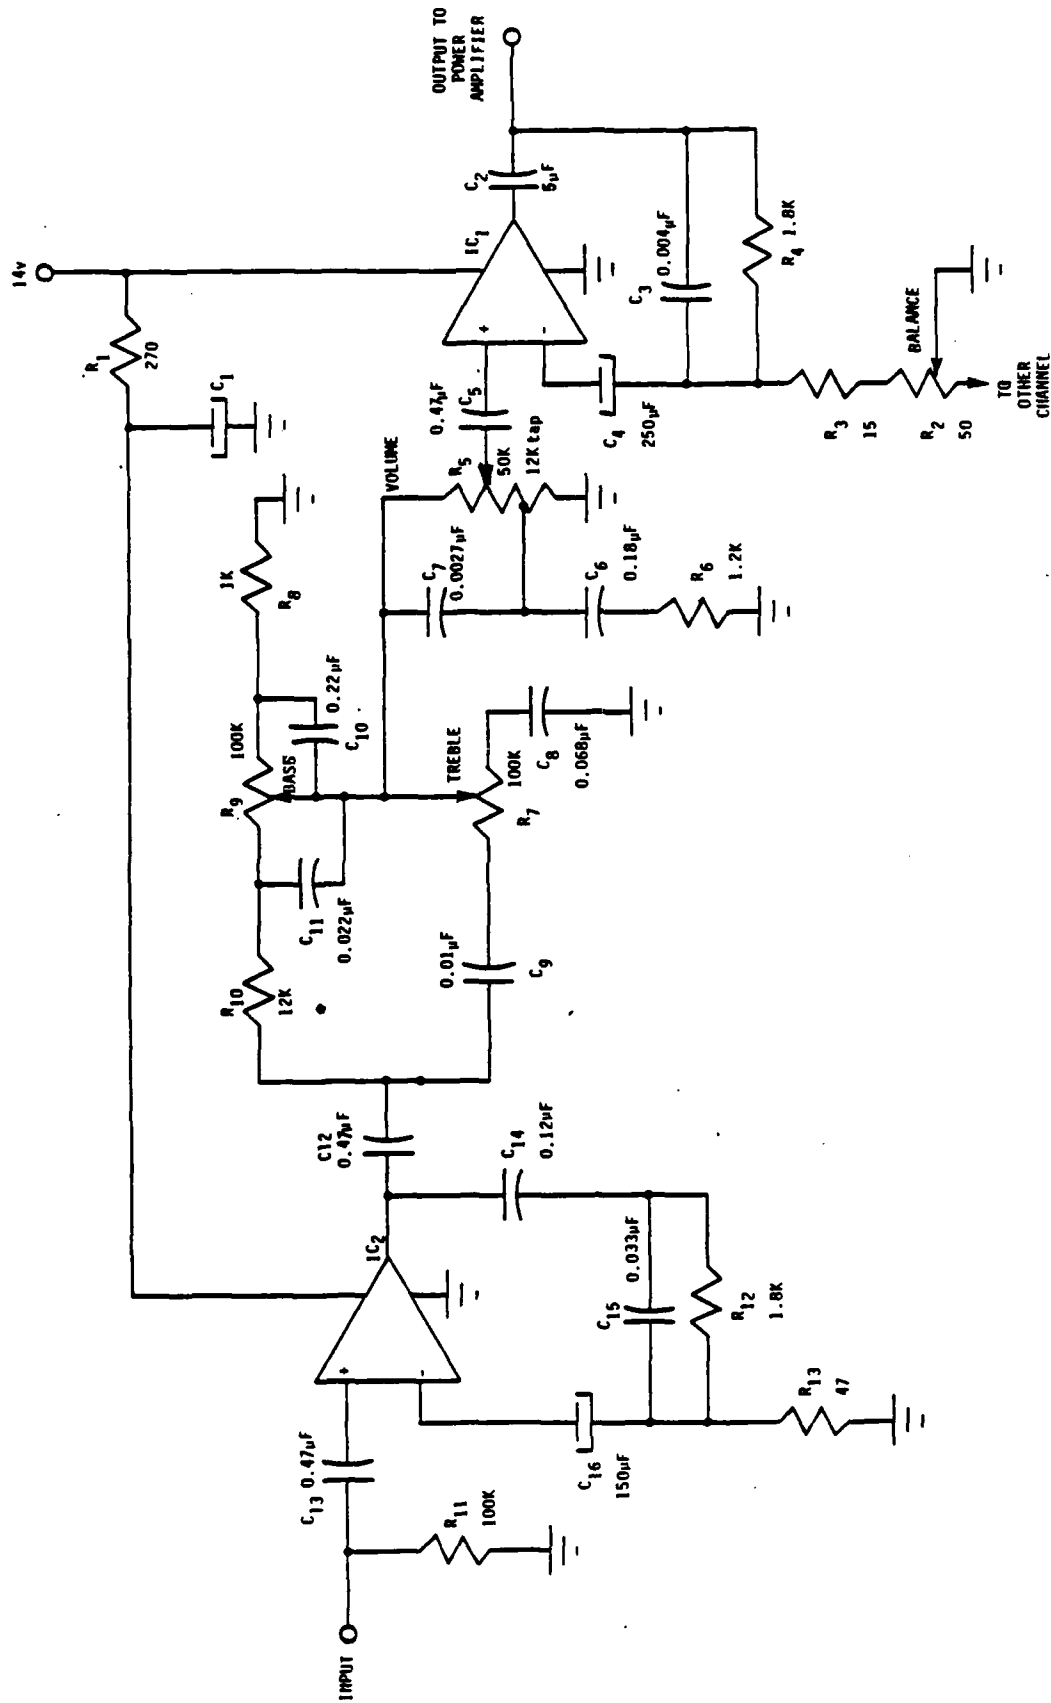 14v
R1
270
C1
1K
R8
100K
R9
BASS
0.22µF
C10
R10
12K
C11
0.022µF
VOLUME
R5
50K
12K tap
0.47µF
C5
C7
0.0027µF
C6
0.18µF
R6
1.2K
TREBLE
100K
R7
C8
0.068µF
0.01µF
C9
C12
0.47µF
IC2
+
-
C14
0.12µF
0.033µF
C15
R12
1.8K
R13
47
C16
150µF
C13
0.47µF
R11
100K
INPUT
IC1
+
-
C2
5µF
OUTPUT TO
POWER
AMPLIFIER
C3
0.004µF
R4
1.8K
C4
250µF
R3
15
R2
50
BALANCE
TO
OTHER
CHANNEL